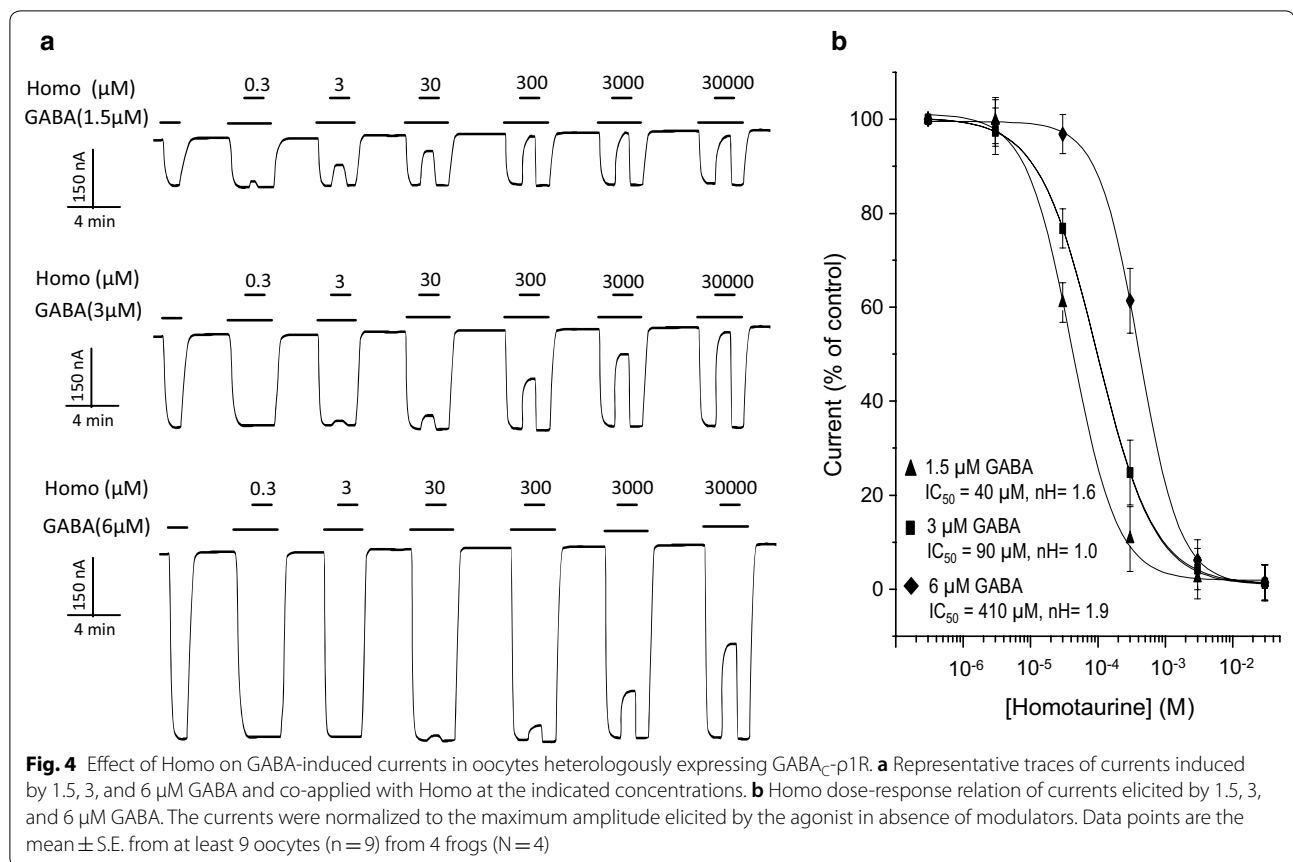 a
Homo (μM) 0.3 3 30 300 3000 30000
GABA(1.5μM)
150 nA
4 min
Homo (μM) 0.3 3 30 300 3000 30000
GABA(3μM)
150 nA
4 min
Homo (μM) 0.3 3 30 300 3000 30000
GABA(6μM)
150 nA
4 min
b
Current (% of control)
100
80
60
40
20
0
1.5 μM GABA
IC50 = 40 μM, nH= 1.6
3 μM GABA
IC50 = 90 μM, nH= 1.0
6 μM GABA
IC50 = 410 μM, nH= 1.9
10-6 10-5 10-4 10-3 10-2
[Homotaurine] (M)
Fig. 4 Effect of Homo on GABA-induced currents in oocytes heterologously expressing GABAC-ρ1R. a Representative traces of currents induced
by 1.5, 3, and 6 μM GABA and co-applied with Homo at the indicated concentrations. b Homo dose-response relation of currents elicited by 1.5, 3,
and 6 μM GABA. The currents were normalized to the maximum amplitude elicited by the agonist in absence of modulators. Data points are the
mean ± S.E. from at least 9 oocytes (n = 9) from 4 frogs (N = 4)